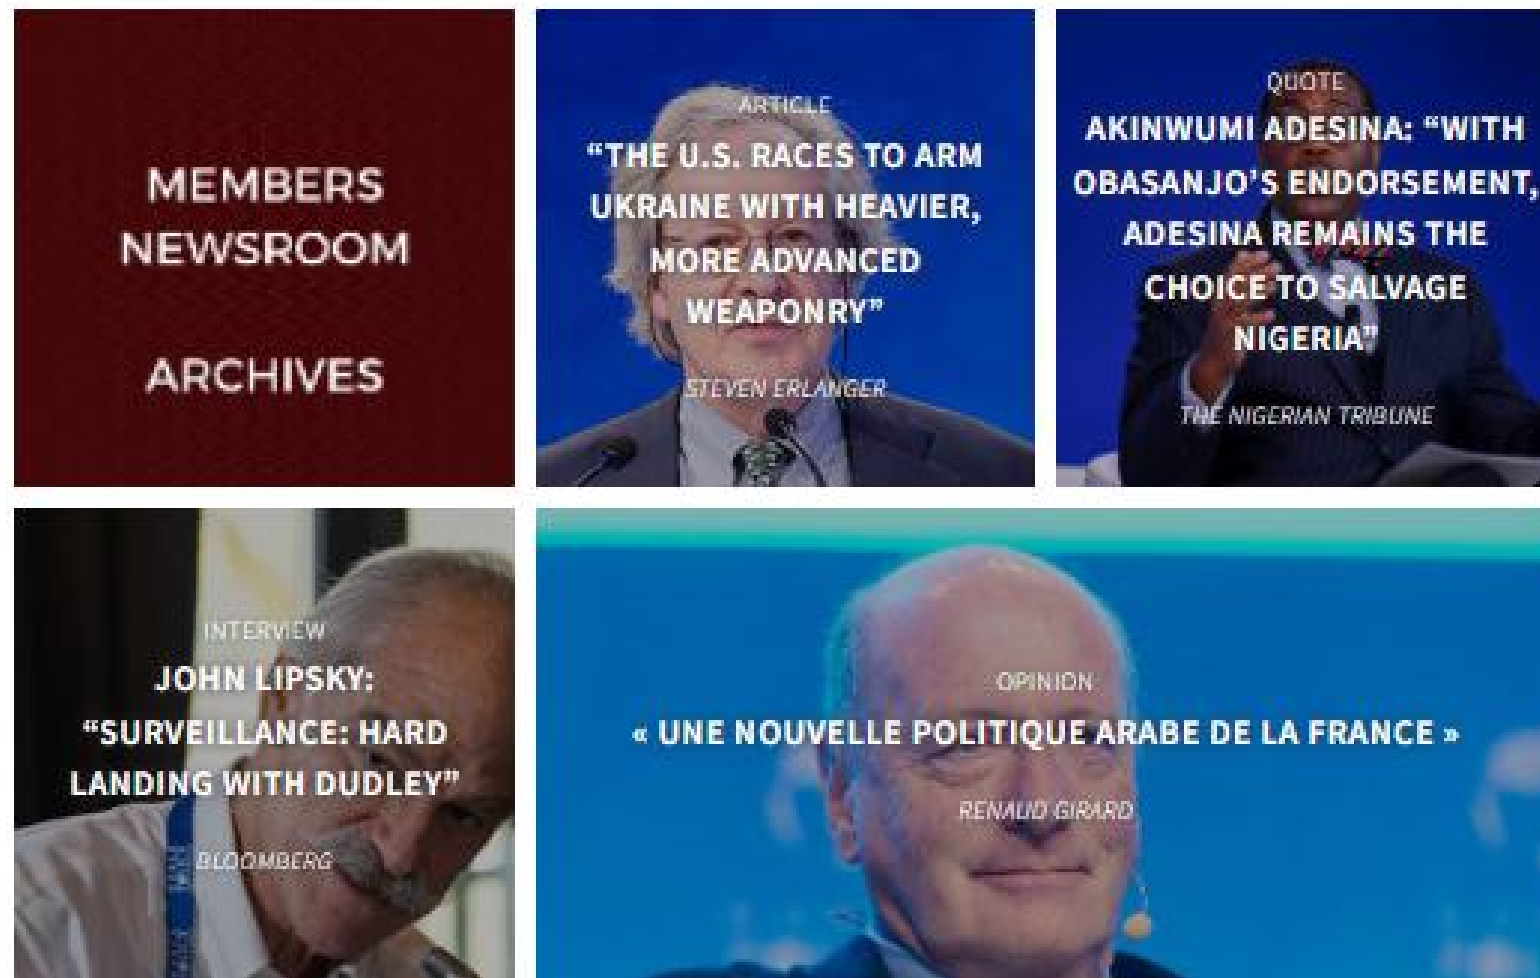 MEMBERS
NEWSROOM
ARCHIVES
ARTICLE
“THE U.S. RACES TO ARM
UKRAINE WITH HEAVIER,
MORE ADVANCED
WEAPONRY”
STEVEN ERLANGER
QUOTE
AKINWUMI ADESINA: “WITH
OBASANJO’S ENDORSEMENT,
ADESINA REMAINS THE
CHOICE TO SALVAGE
NIGERIA”
THE NIGERIAN TRIBUNE
INTERVIEW
JOHN LIPSKY:
“SURVEILLANCE: HARD
LANDING WITH DUDLEY”
BLOOMBERG
OPINION
« UNE NOUVELLE POLITIQUE ARABE DE LA FRANCE »
RENAUD GIRARD